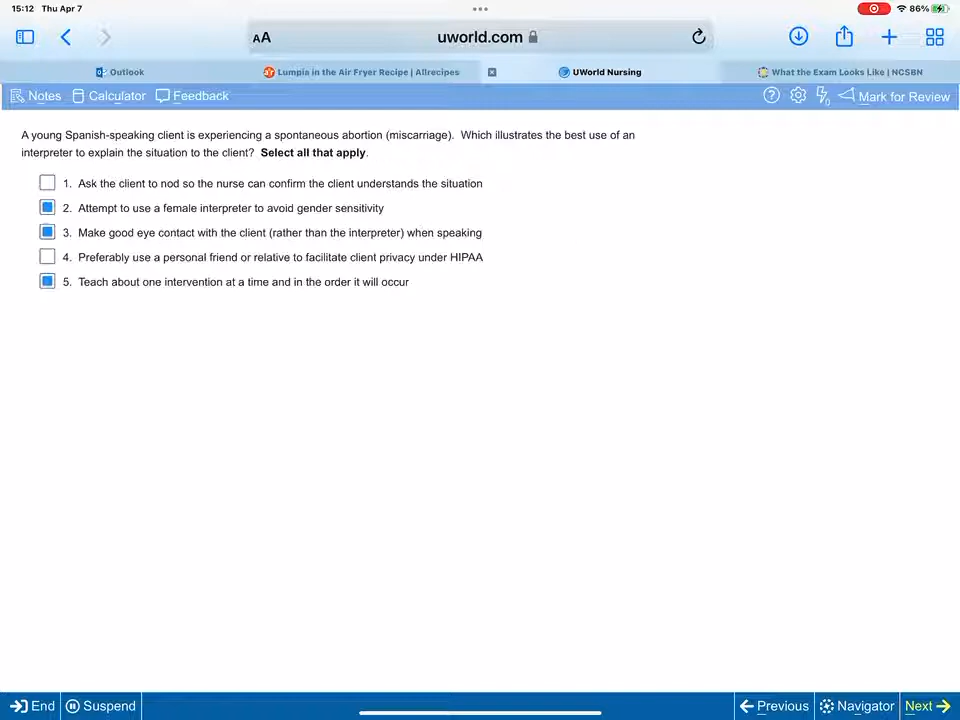 15:12 Thu Apr 7
86%
AA
uworld.com
Outlook
Lumpia in the Air Fryer Recipe | Allrecipes
UWorld Nursing
What the Exam Looks Like | NCSBN
Notes
Calculator
Feedback
Mark for Review
A young Spanish-speaking client is experiencing a spontaneous abortion (miscarriage). Which illustrates the best use of an
interpreter to explain the situation to the client? Select all that apply.
1. Ask the client to nod so the nurse can confirm the client understands the situation
2. Attempt to use a female interpreter to avoid gender sensitivity
3. Make good eye contact with the client (rather than the interpreter) when speaking
4. Preferably use a personal friend or relative to facilitate client privacy under HIPAA
5. Teach about one intervention at a time and in the order it will occur
End
Suspend
Previous
Navigator
Next